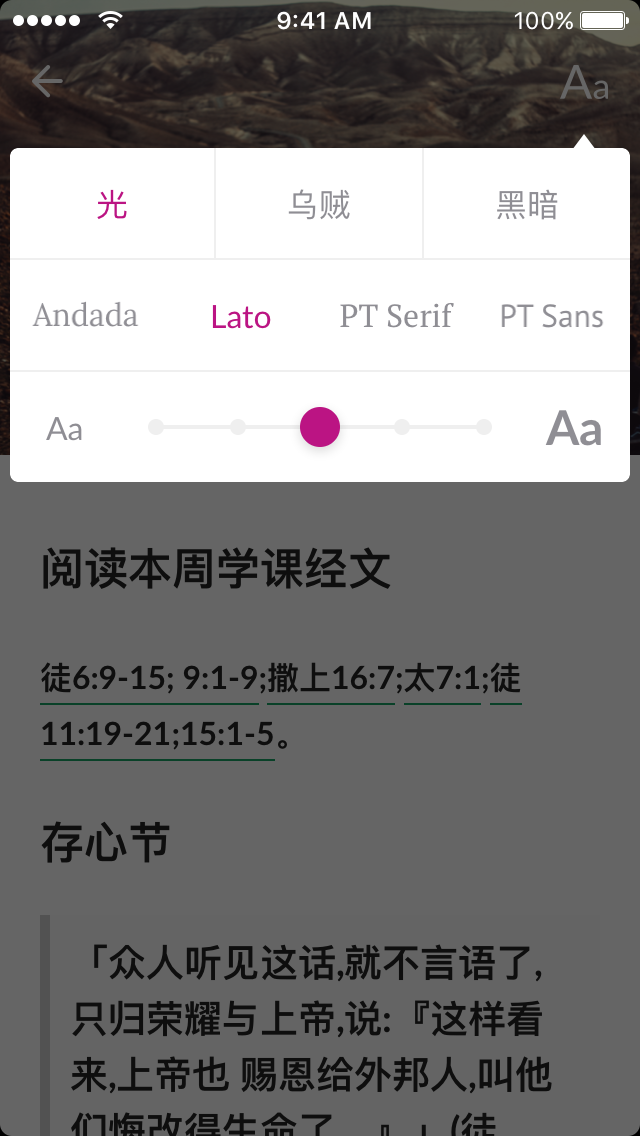 9:41 AM 100%
Aa
光 乌贼 黑暗
Andada Lato PT Serif PT Sans
Aa Aa
阅读本周学课经文
徒6:9-15; 9:1-9;撒上16:7;太7:1;徒
11:19-21;15:1-5。
存心节
「众人听见这话,就不言语了,
只归荣耀与上帝,说:『这样看
来,上帝也 赐恩给外邦人,叫他
们悔改得生命了。』」(徒